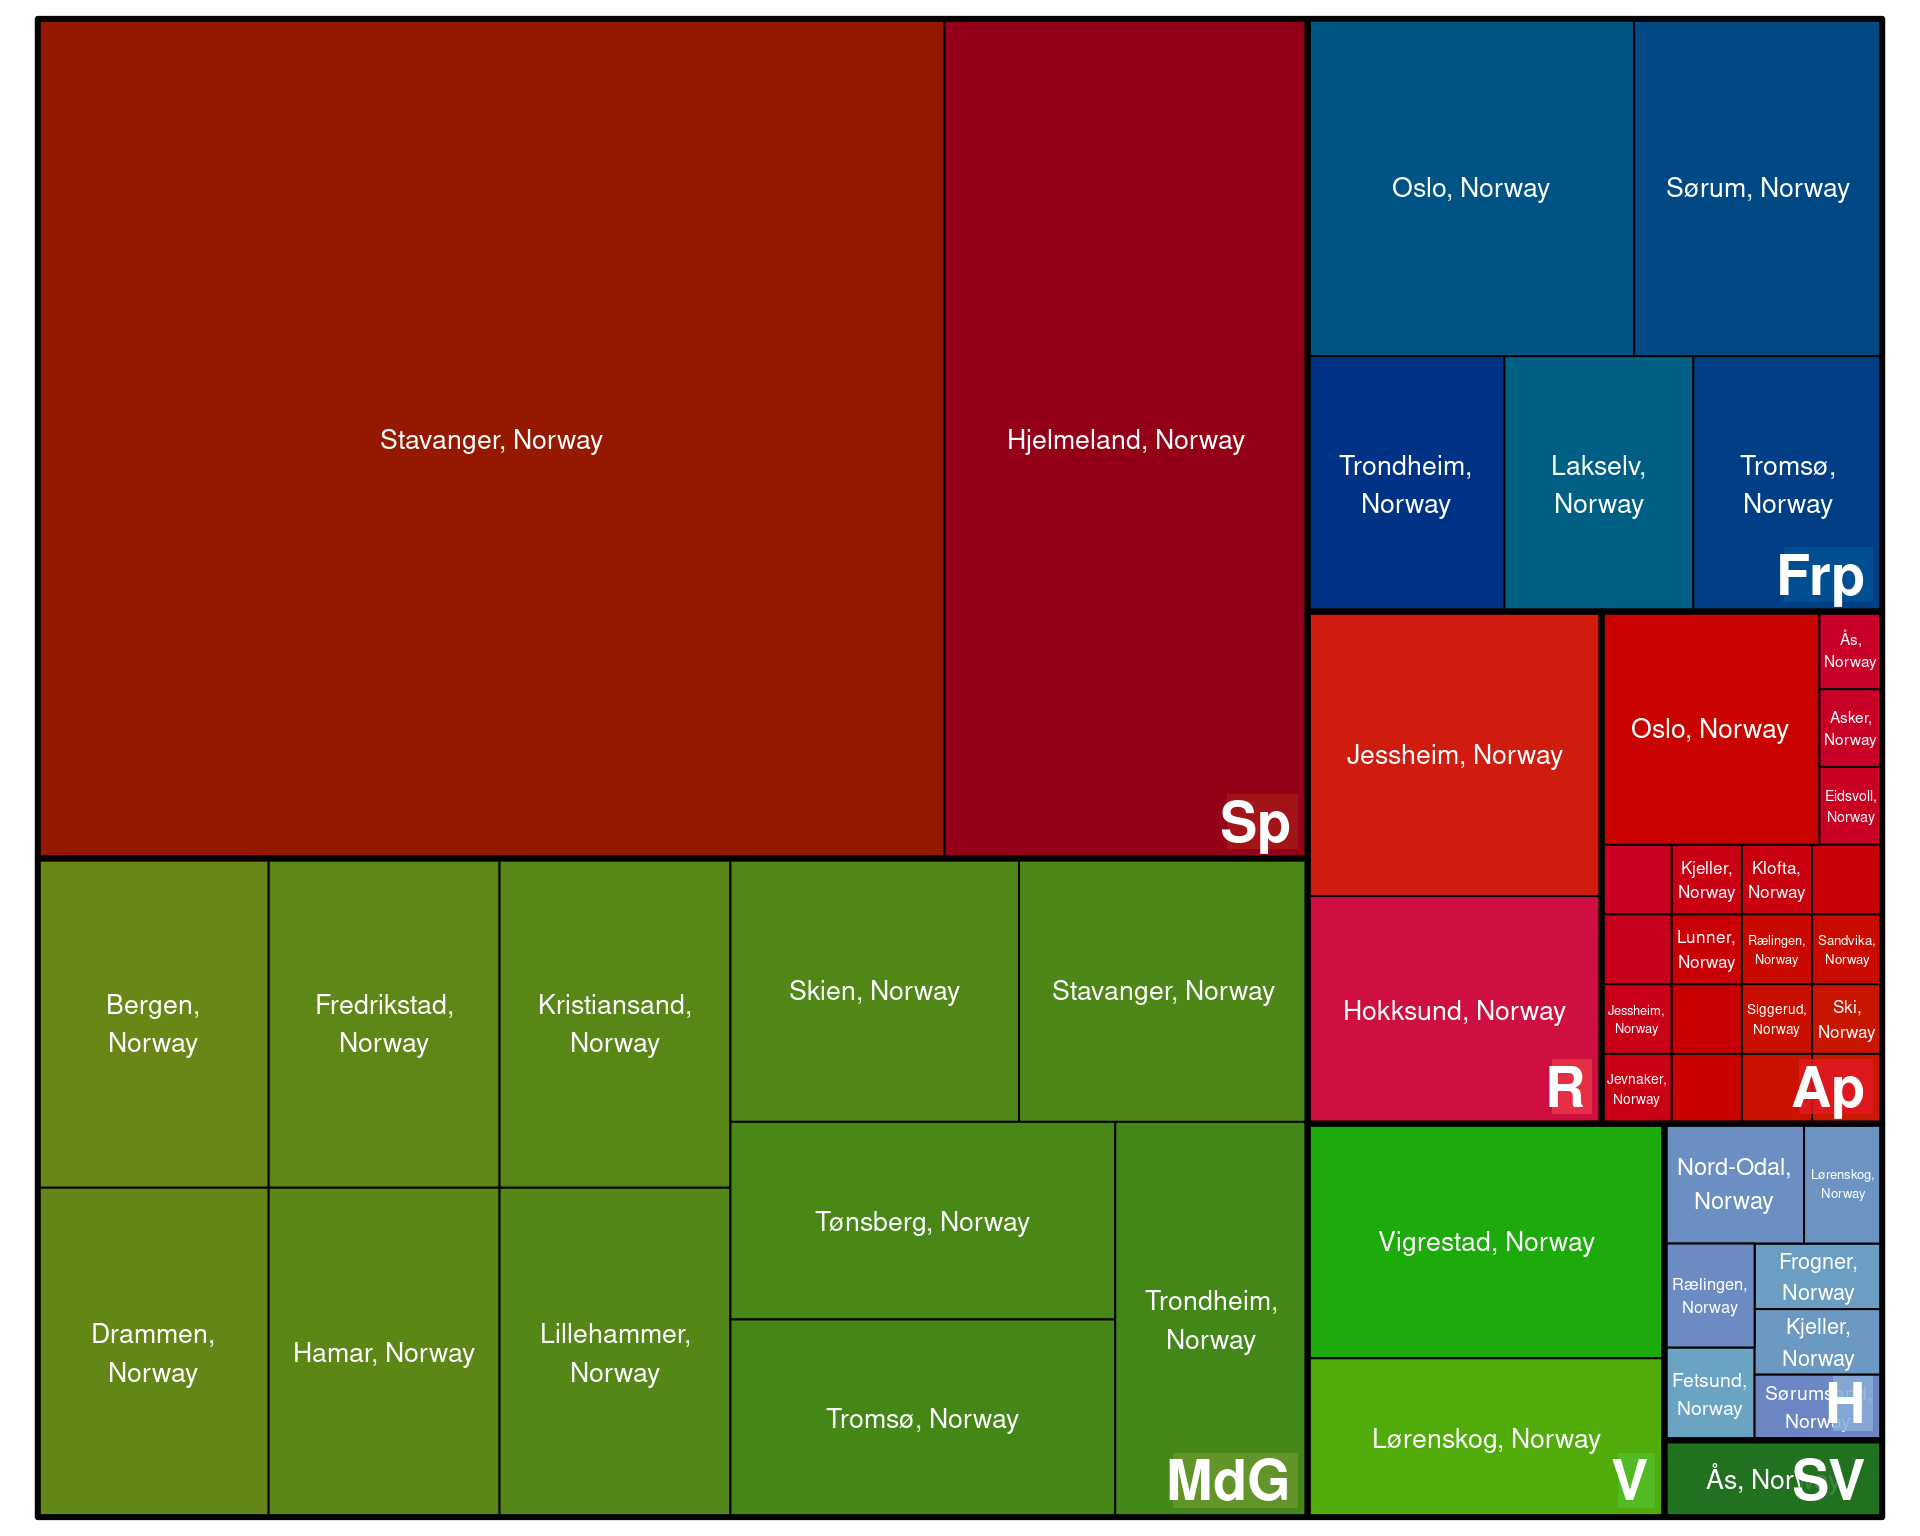 Stavanger, Norway
Hjelmeland, Norway
Sp
Bergen,
Norway
Fredrikstad,
Norway
Kristiansand,
Norway
Skien, Norway
Stavanger, Norway
Drammen,
Norway
Hamar, Norway
Lillehammer,
Norway
Tønsberg, Norway
Tromsø, Norway
Trondheim,
Norway
MdG
Oslo, Norway
Sørum, Norway
Trondheim,
Norway
Lakselv,
Norway
Tromsø,
Norway
Frp
Jessheim, Norway
Hokksund, Norway
R
Oslo, Norway
Ås,
Norway
Asker,
Norway
Eidsvoll,
Norway
Kjeller,
Norway
Klofta,
Norway
Lunner,
Norway
Rælingen,
Norway
Sandvika,
Norway
Jessheim,
Norway
Siggerud,
Norway
Ski,
Norway
Jevnaker,
Norway
Ap
Vigrestad, Norway
Lørenskog, Norway
V
Nord-Odal,
Norway
Lørenskog,
Norway
Rælingen,
Norway
Frogner,
Norway
Kjeller,
Norway
Fetsund,
Norway
Sørumsand,
Norway
H
Ås, Norway
SV